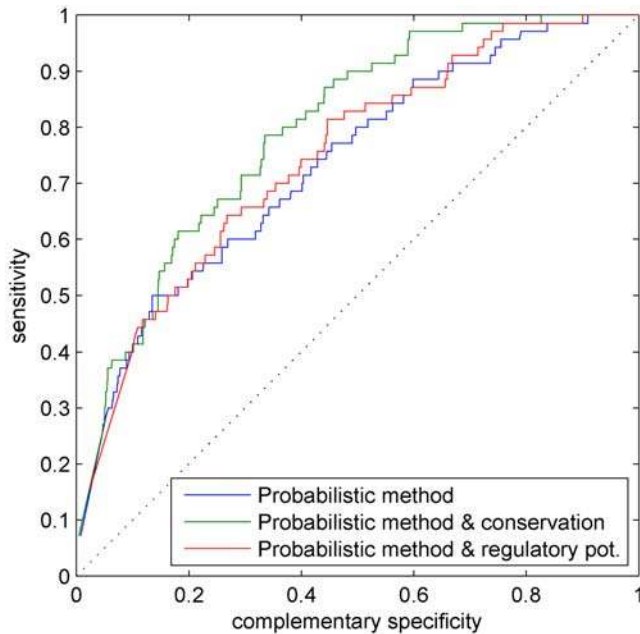 1
0.9
0.8
0.7
0.6
0.5
0.4
0.3
0.2
0.1
0
sensitivity
Probabilistic method
Probabilistic method & conservation
Probabilistic method & regulatory pot.
0 0.2 0.4 0.6 0.8 1
complementary specificity